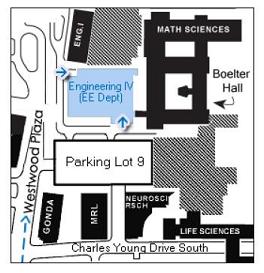 ENG.I
MATH SCIENCES
Engineering IV
(EE Dept)
Boelter
Hall
Parking Lot 9
Westwood Plaza
GONDA
MRL
NEUROSCI
RSCH
LIFE SCIENCES
Charles Young Drive South